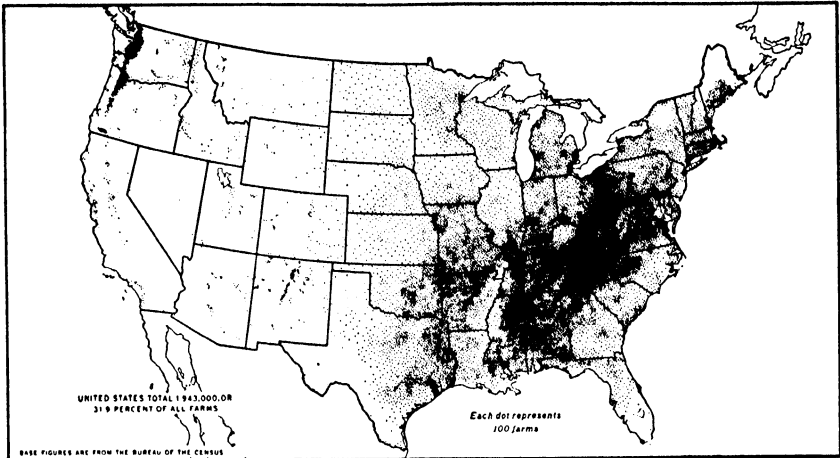 UNITED STATES TOTAL 1 943,000, OR
31 9 PERCENT OF ALL FARMS
Each dot represents
100 farms
BASE FIGURES ARE FROM THE BUREAU OF THE CENSUS